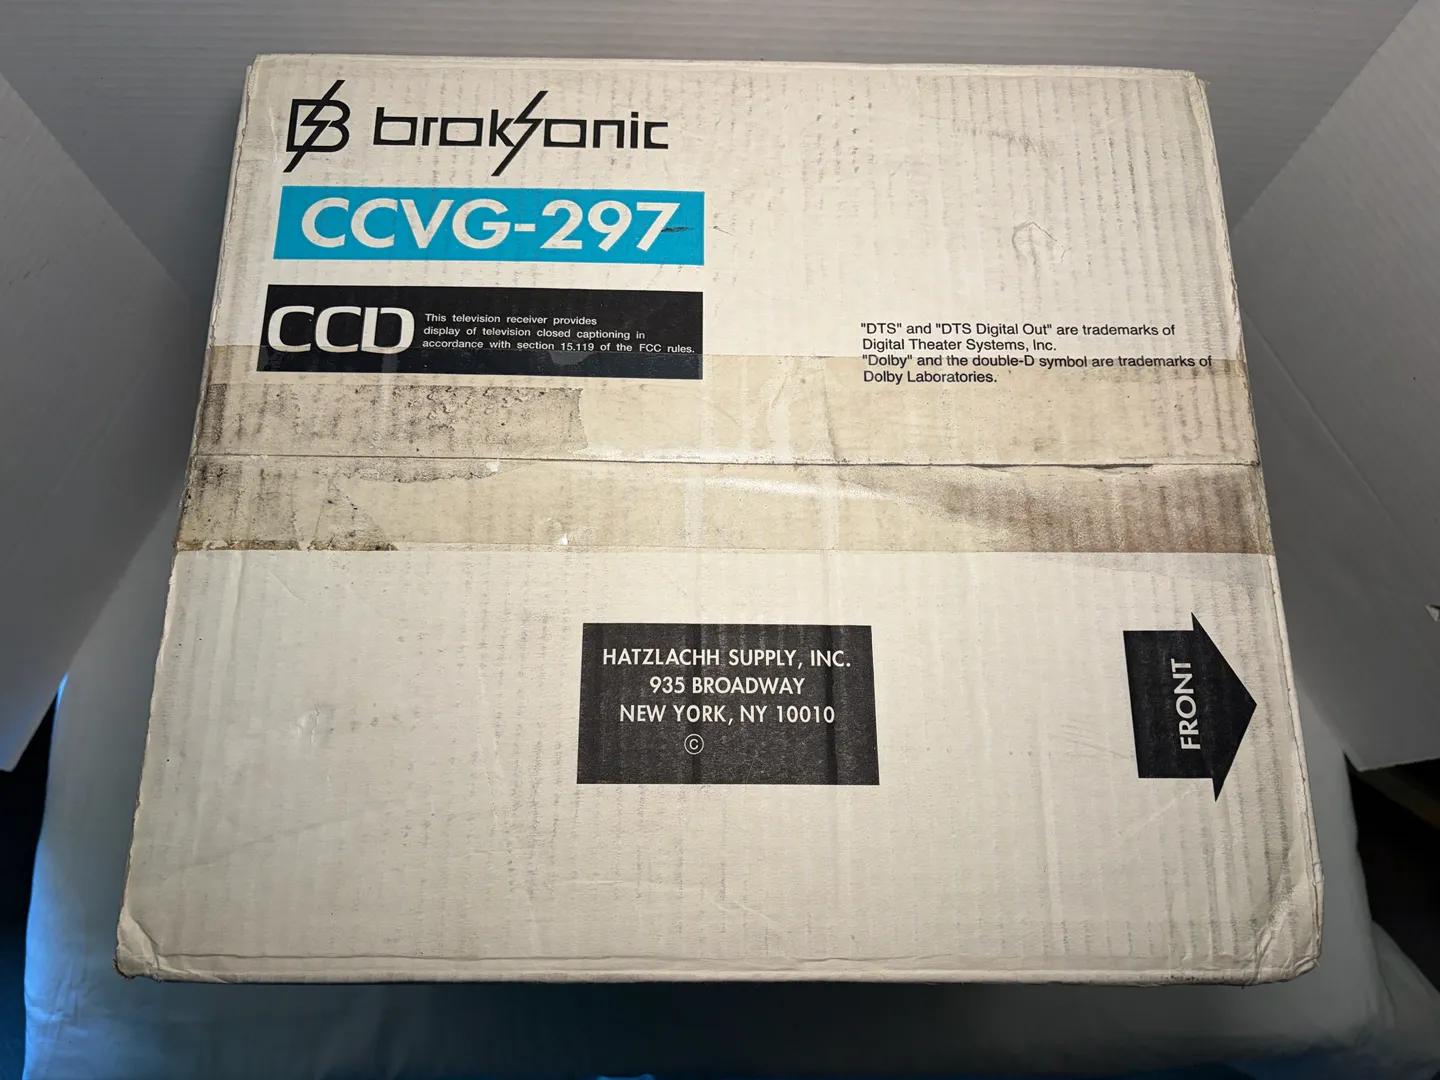 B broksonic
CCVG-297
CCD
This television receiver provides
display of television closed captioning in
accordance with section 15.119 of the FCC rules.
"DTS" and "DTS Digital Out" are trademarks of
Digital Theater Systems, Inc.
"Dolby" and the double-D symbol are trademarks of
Dolby Laboratories.
HATZLACHH SUPPLY, INC.
935 BROADWAY
NEW YORK, NY 10010
©
FRONT